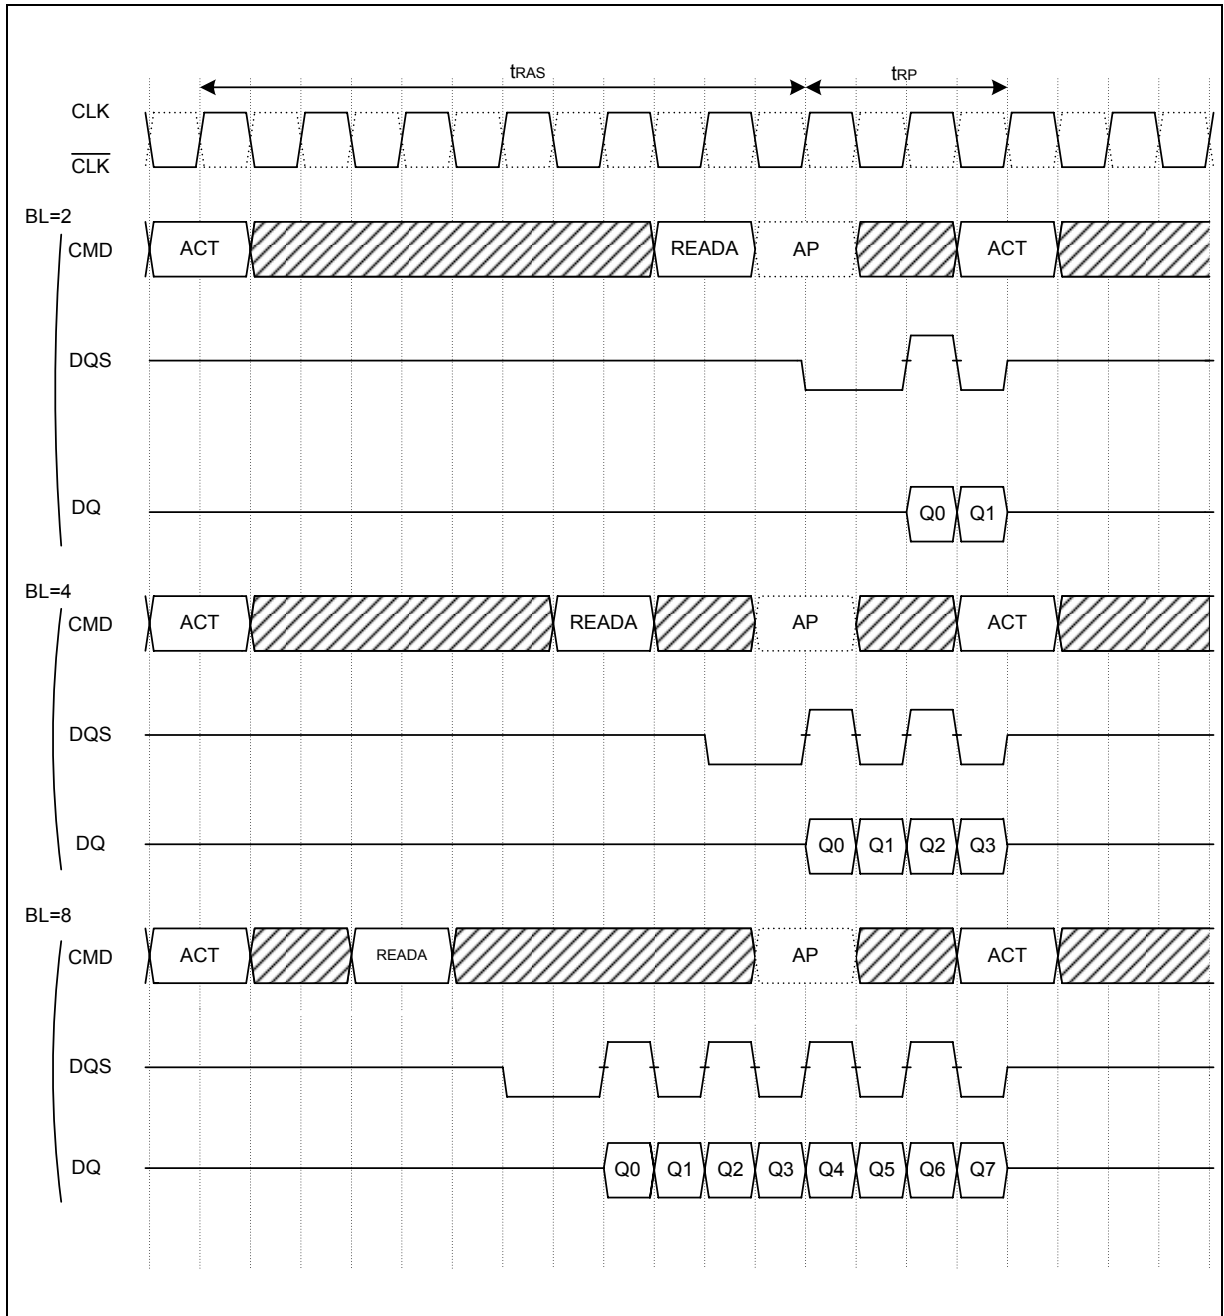 tRAS tRP
CLK
CLK
BL=2
CMD ACT READA AP ACT
DQS
DQ Q0 Q1
BL=4
CMD ACT READA AP ACT
DQS
DQ Q0 Q1 Q2 Q3
BL=8
CMD ACT READA AP ACT
DQS
DQ Q0 Q1 Q2 Q3 Q4 Q5 Q6 Q7